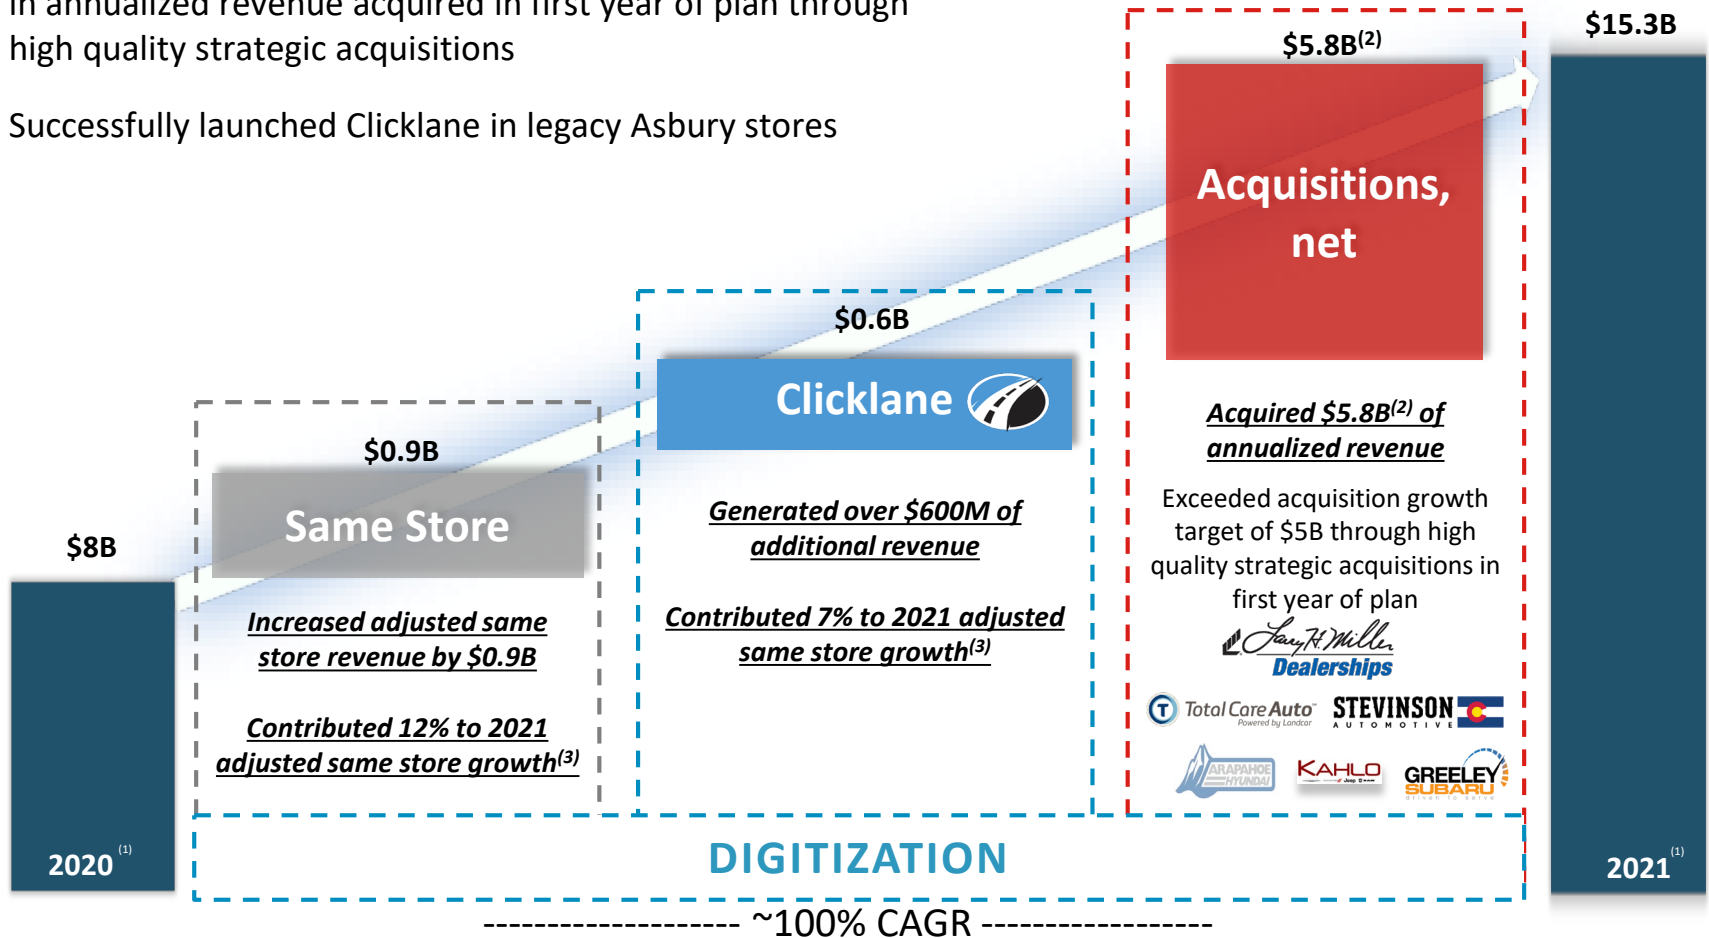 in annualized revenue acquired in first year of plan through
high quality strategic acquisitions
Successfully launched Clicklane in legacy Asbury stores
$8B
2020 (1)
$0.9B
Same Store
Increased adjusted same
store revenue by $0.9B
Contributed 12% to 2021
adjusted same store growth(3)
$0.6B
Clicklane
Generated over $600M of
additional revenue
Contributed 7% to 2021 adjusted
same store growth(3)
$5.8B(2)
Acquisitions,
net
Acquired $5.8B(2) of
annualized revenue
Exceeded acquisition growth
target of $5B through high
quality strategic acquisitions in
first year of plan
Larry H. Miller
Dealerships
Total Care Auto
Powered by Landcar
STEVINSON
AUTOMOTIVE
ARAPAHOE
HYUNDAI
KAHLO
Jeep
GREELEY
SUBARU
driven to serve
$15.3B
2021(1)
DIGITIZATION
-------------------- ~100% CAGR ------------------